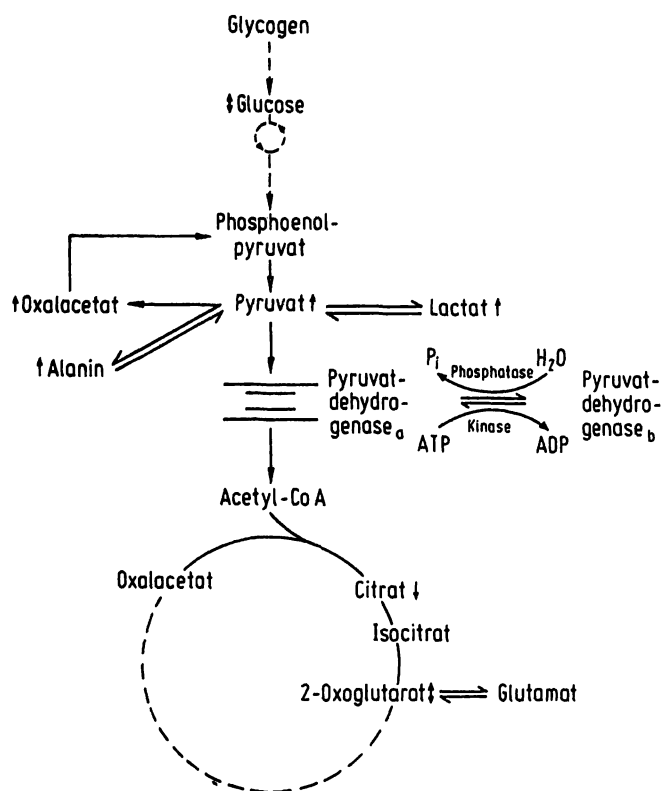 Glycogen
↕Glucose
Phosphoenol-
pyruvat
↑Oxalacetat
Pyruvat↑
Lactat↑
↑Alanin
Pyruvat-
dehydro-
genase a
Pi
Phosphatase
H2O
Kinase
ATP
ADP
Pyruvat-
dehydro-
genase b
Acetyl-CoA
Oxalacetat
Citrat↓
Isocitrat
2-Oxoglutarat↕
Glutamat